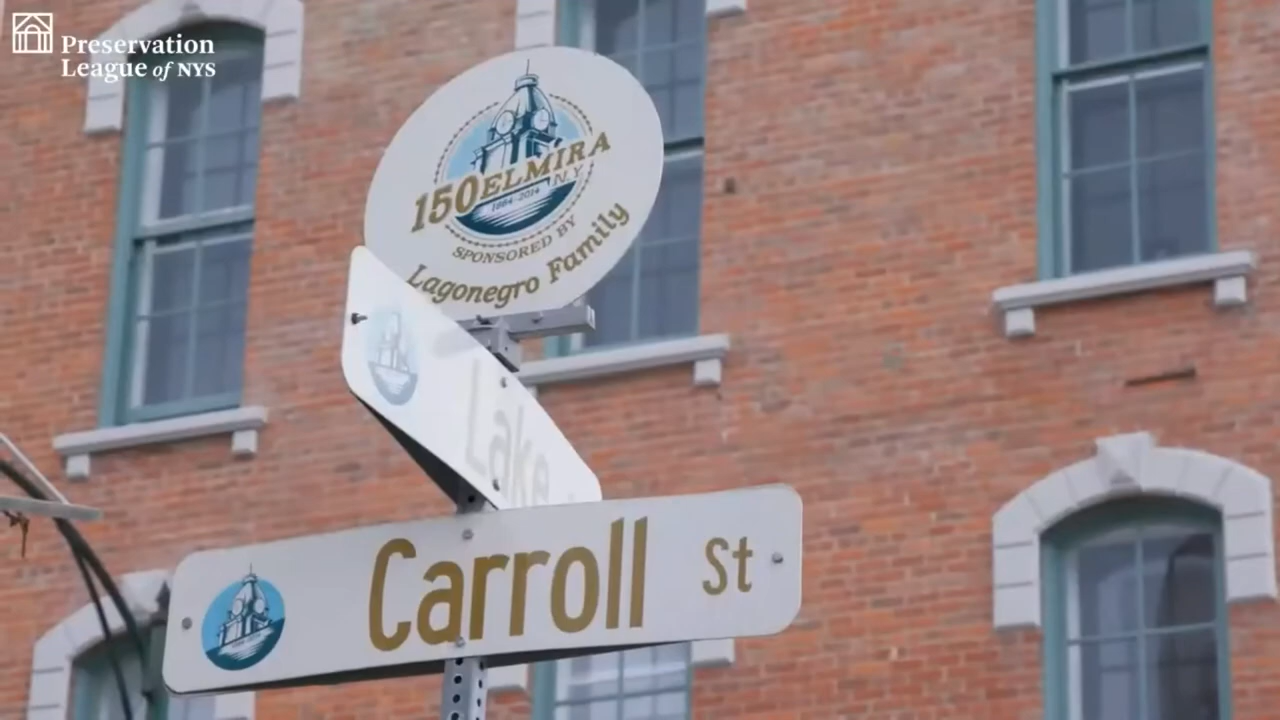 Preservation
League of NYS
150 ELMIRA
N.Y.
1864-2014
SPONSORED BY
Lagonegro Family
Lake
Carroll St